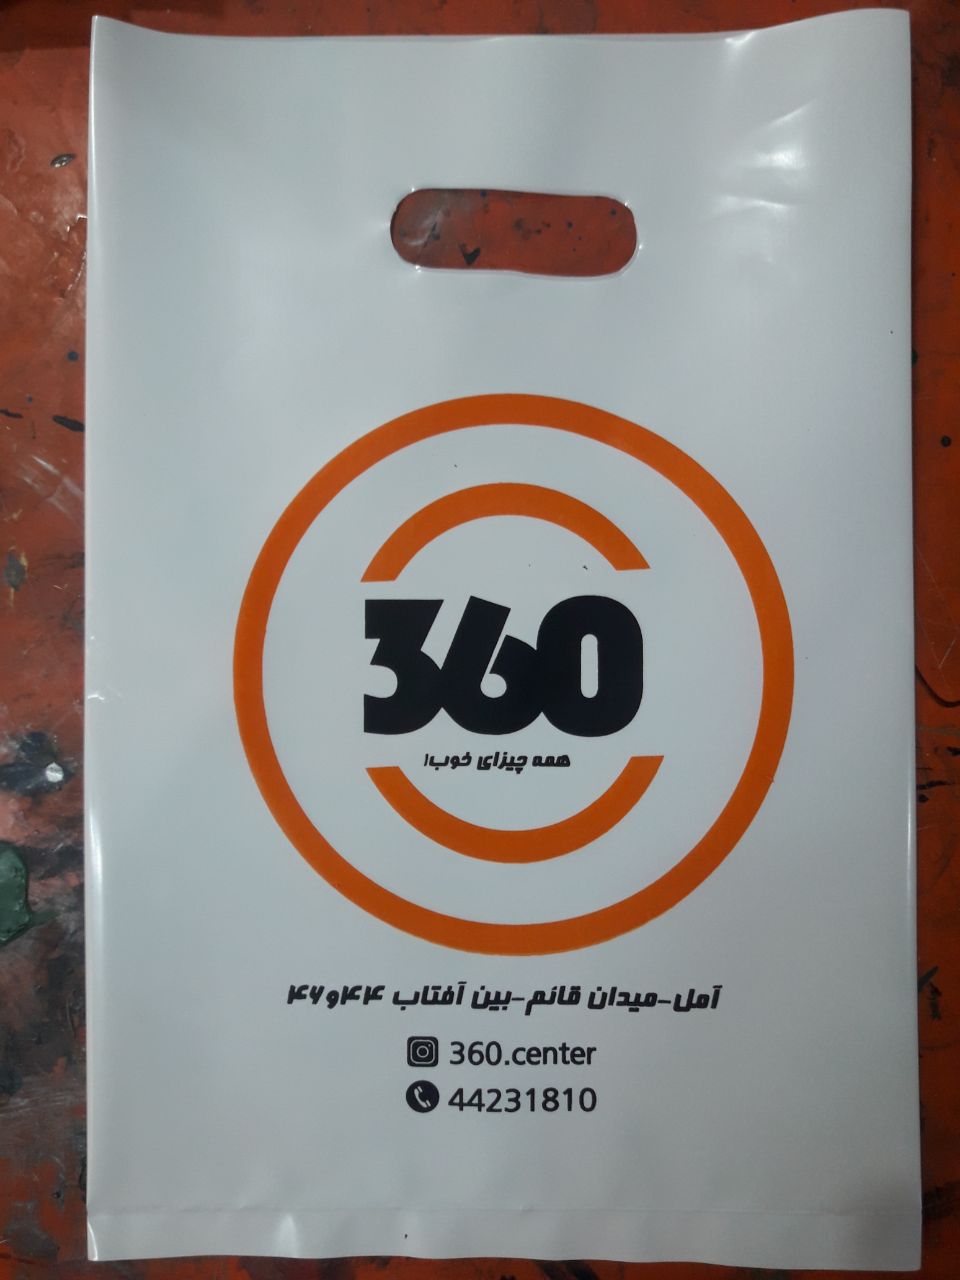 360
همه چیزای خوب!
آمل-میدان قائم-بین آفتاب ۴۴و۴۶
360.center
44231810